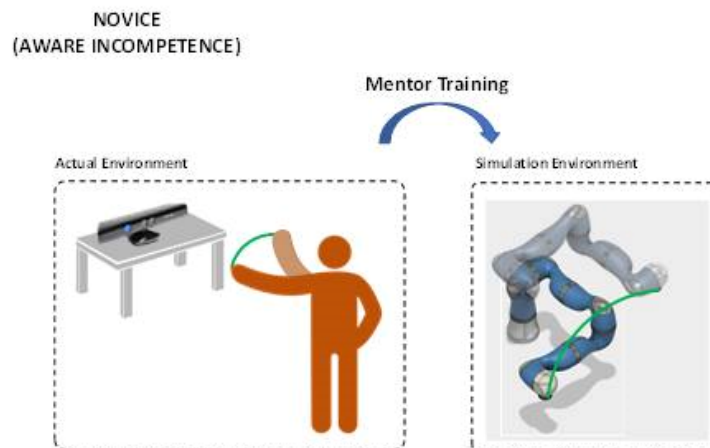 NOVICE
(AWARE INCOMPETENCE)
Mentor Training
Actual Environment
Simulation Environment